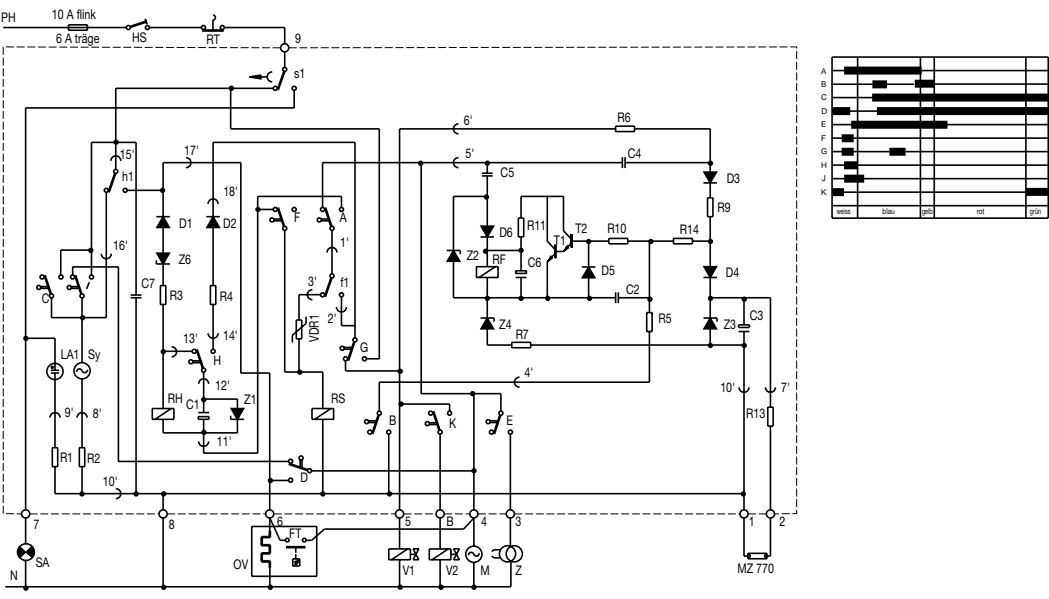 PH
10 A flink
6 A träge
HS
RT
9
s1
15'
h1
17'
18'
16'
D1
D2
Z6
R3
R4
C7
C
LA1
Sy
9'
8'
R1
R2
10'
13'
14'
H
12'
RH
C1
Z1
11'
F
A
1'
3'
f1
2'
VDR1
G
RS
D
6'
R6
5'
C4
C5
D3
R9
D6
R11
T1
T2
R10
R14
Z2
RF
C6
D5
D4
C2
R5
Z4
R7
Z3
C3
4'
B
K
E
10'
7'
R13
7
8
6
5
B
4
3
1
2
SA
N
OV
FT
V1
V2
M
Z
MZ 770
A
B
C
D
E
F
G
H
J
K
weiss
blau
gelb
rot
grün